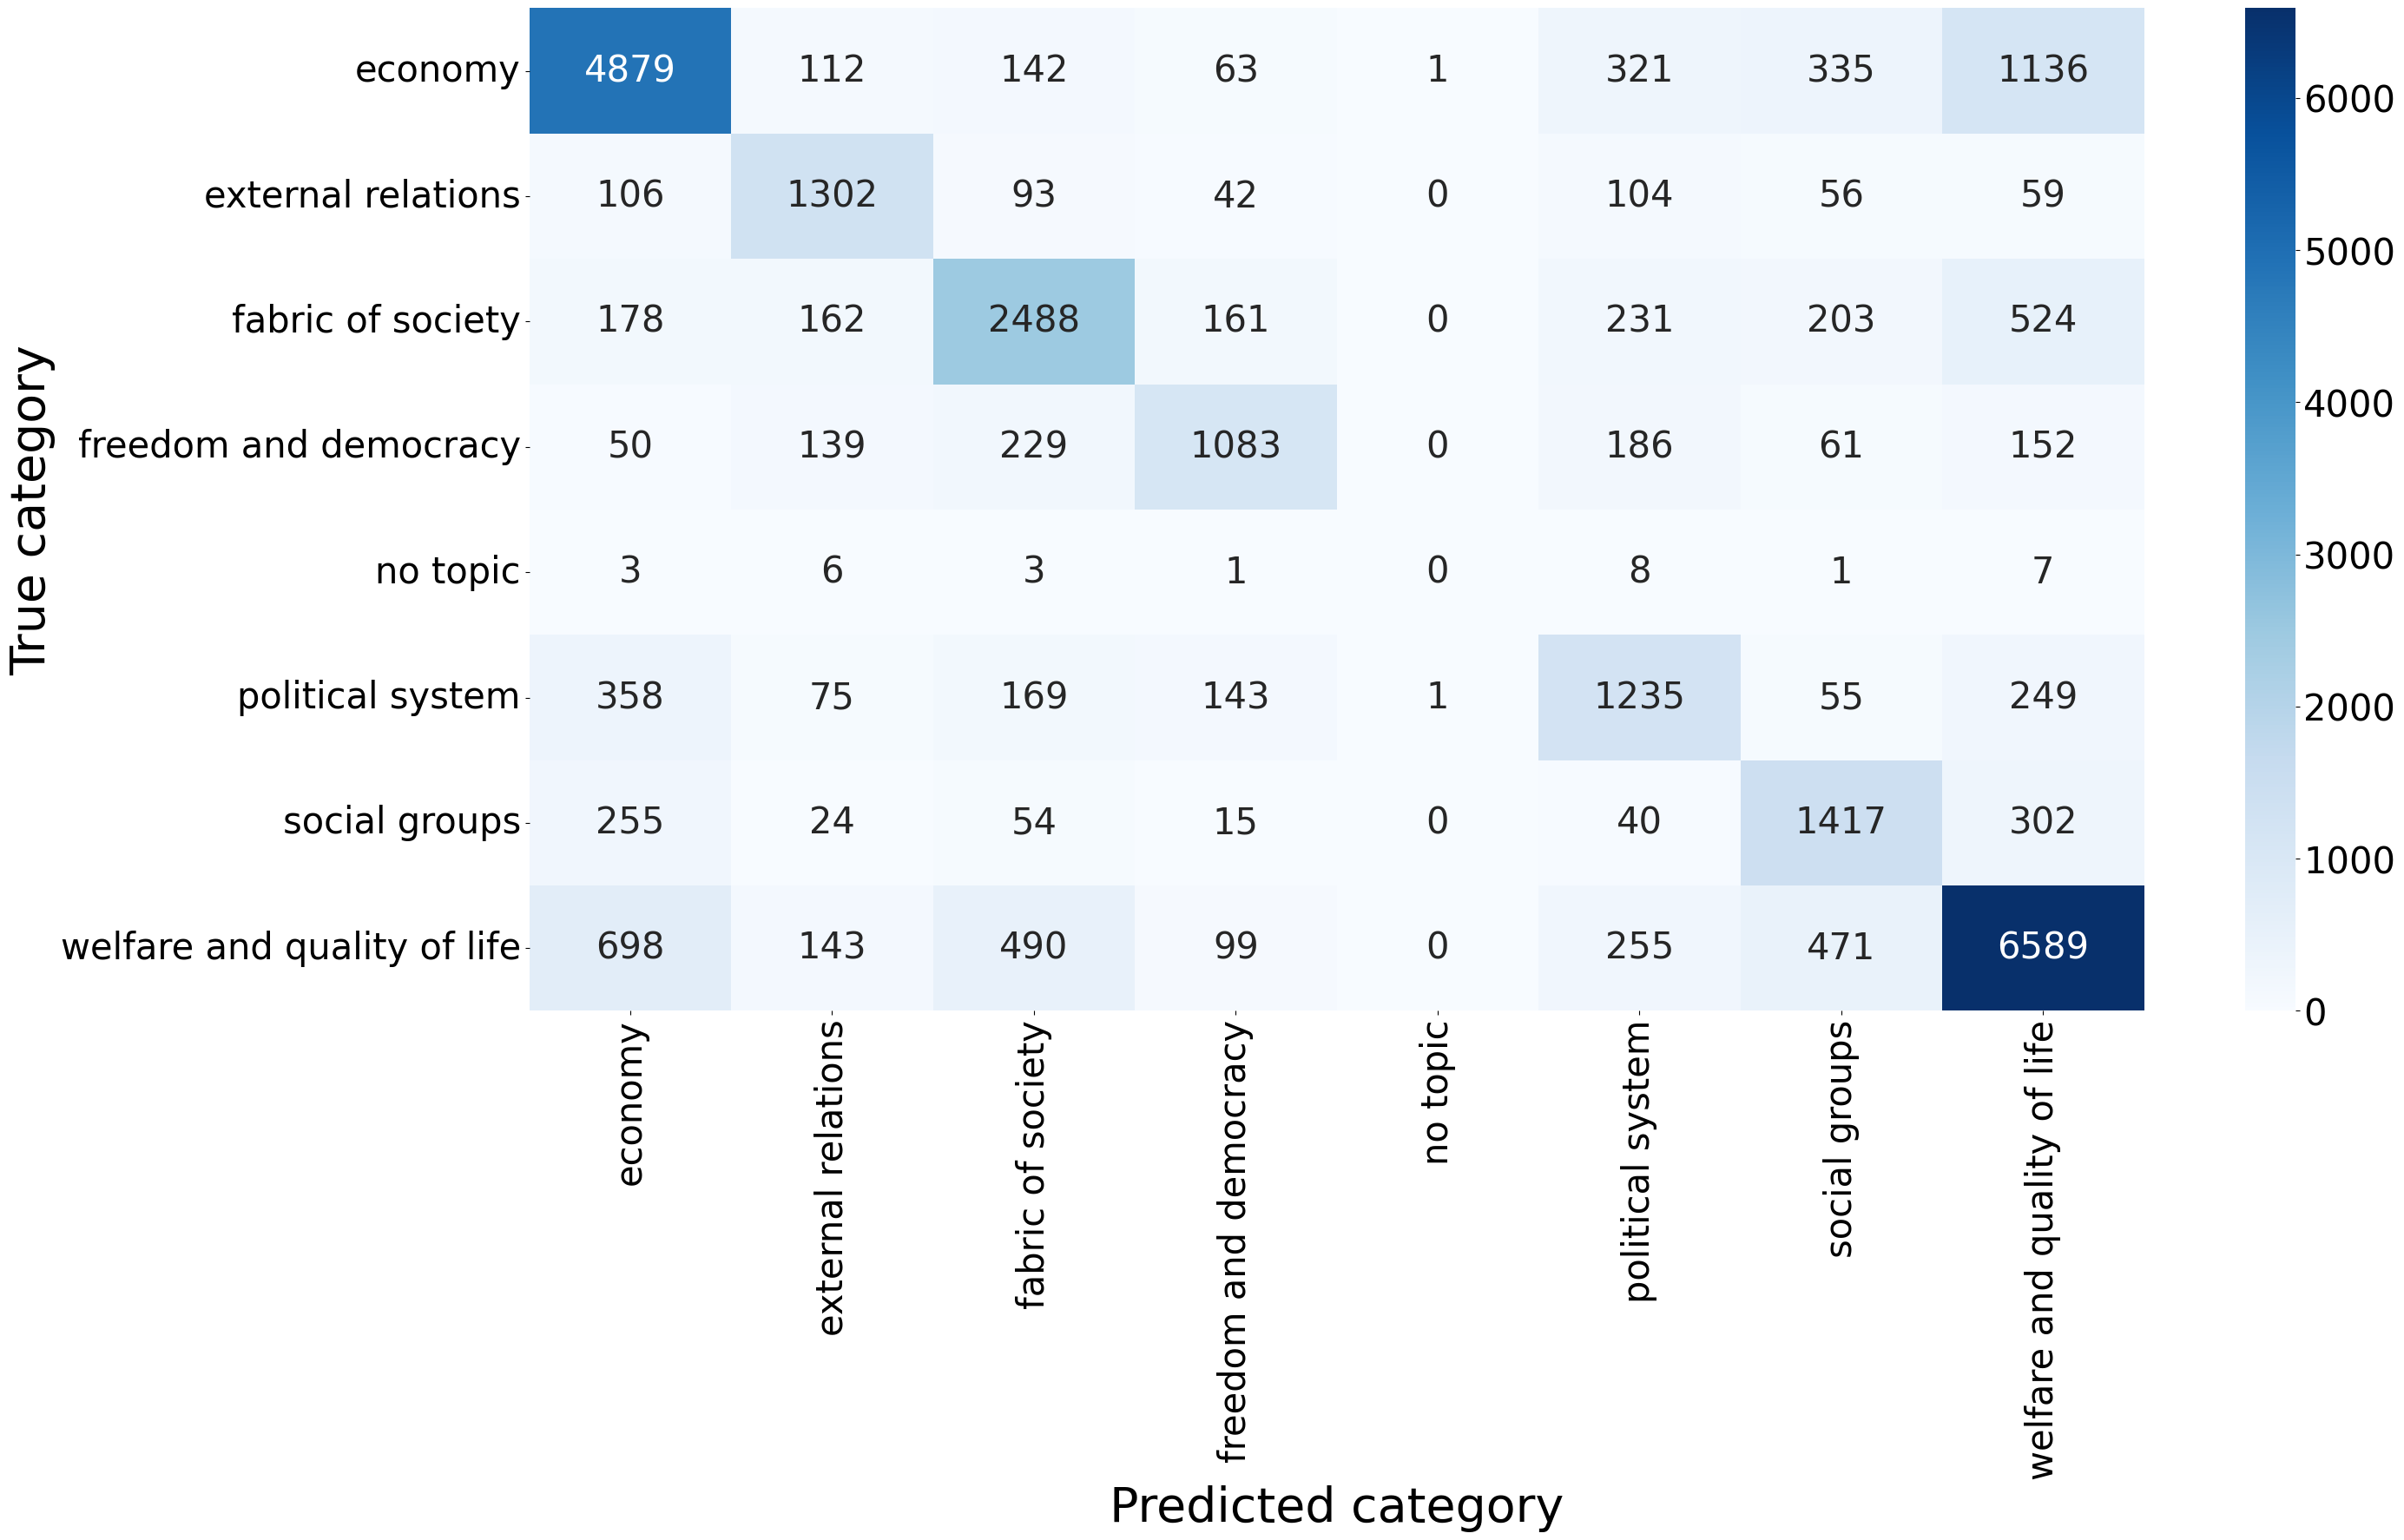 True category
economy 4879 112 142 63 1 321 335 1136
external relations 106 1302 93 42 0 104 56 59
fabric of society 178 162 2488 161 0 231 203 524
freedom and democracy 50 139 229 1083 0 186 61 152
no topic 3 6 3 1 0 8 1 7
political system 358 75 169 143 1 1235 55 249
social groups 255 24 54 15 0 40 1417 302
welfare and quality of life 698 143 490 99 0 255 471 6589
economy
external relations
fabric of society
freedom and democracy
no topic
political system
social groups
welfare and quality of life
Predicted category
6000
5000
4000
3000
2000
1000
0